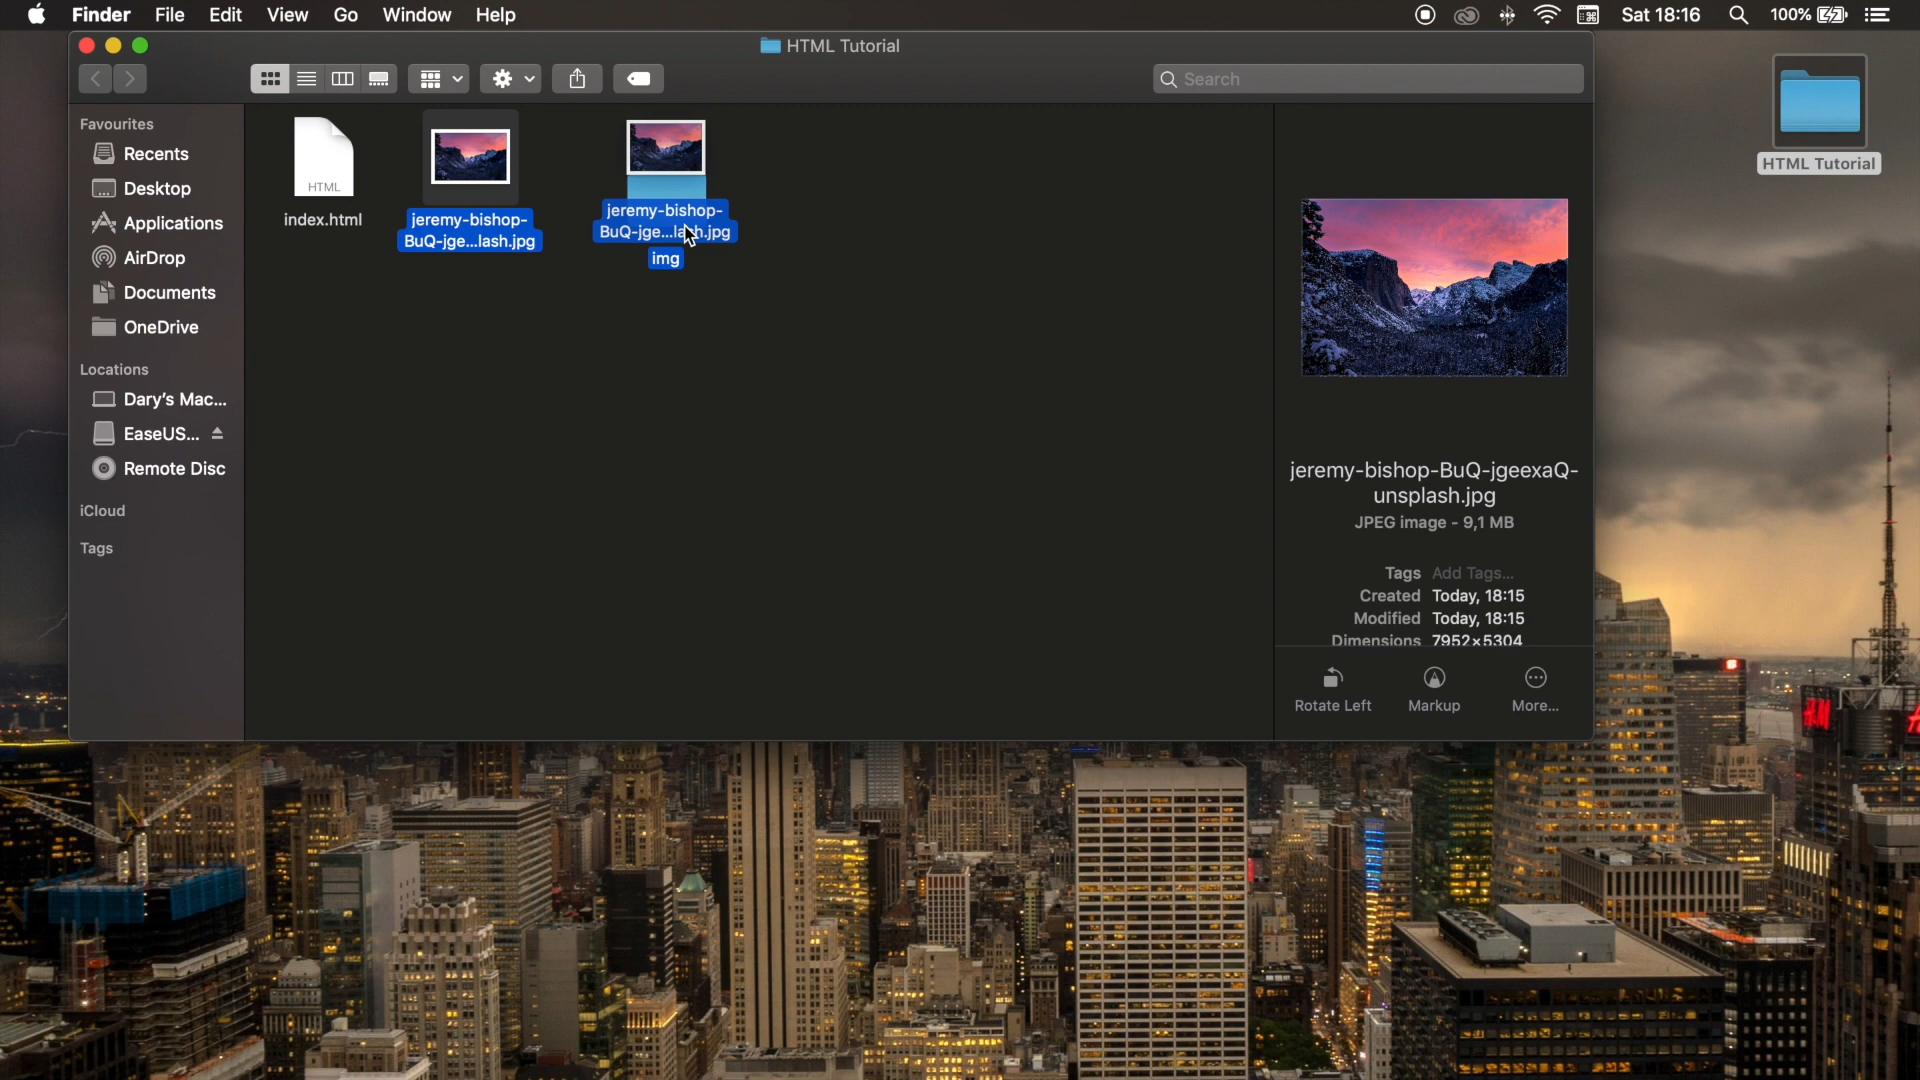 Finder File Edit View Go Window Help
Sat 18:16 100%
HTML Tutorial
Search
Favourites
Recents
Desktop
Applications
AirDrop
Documents
OneDrive
Locations
Dary's Mac...
EaseUS...
Remote Disc
iCloud
Tags
HTML
index.html
jeremy-bishop-
BuQ-jge...lash.jpg
jeremy-bishop-
BuQ-jge...lash.jpg
img
jeremy-bishop-BuQ-jgeexaQ-
unsplash.jpg
JPEG image - 9,1 MB
Tags Add Tags...
Created Today, 18:15
Modified Today, 18:15
Dimensions 7952×5304
Rotate Left
Markup
More...
HTML Tutorial
H&M